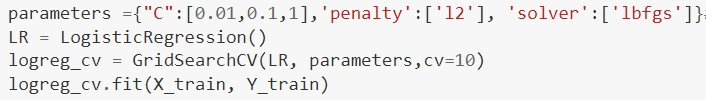 parameters ={"C":[0.01,0.1,1],'penalty':['l2'], 'solver':['lbfgs']}
LR = LogisticRegression()
logreg_cv = GridSearchCV(LR, parameters,cv=10)
logreg_cv.fit(X_train, Y_train)